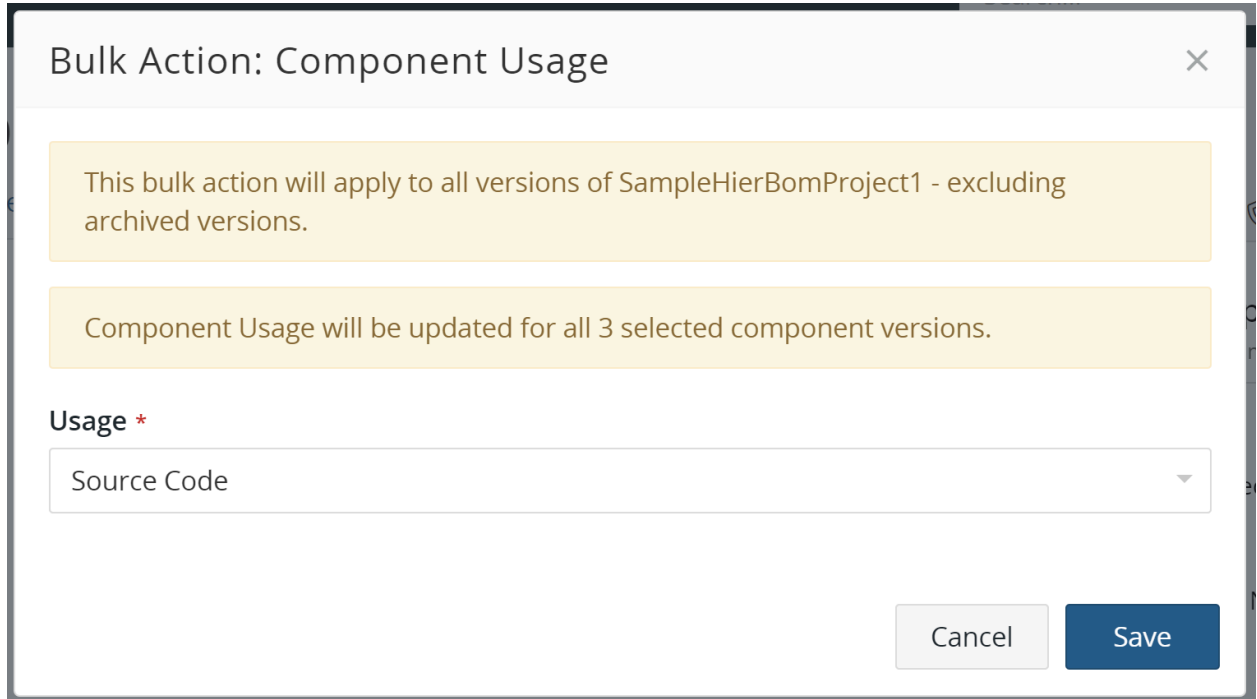 Bulk Action: Component Usage
This bulk action will apply to all versions of SampleHierBomProject1 - excluding
archived versions.
Component Usage will be updated for all 3 selected component versions.
Usage *
Source Code
Cancel
Save